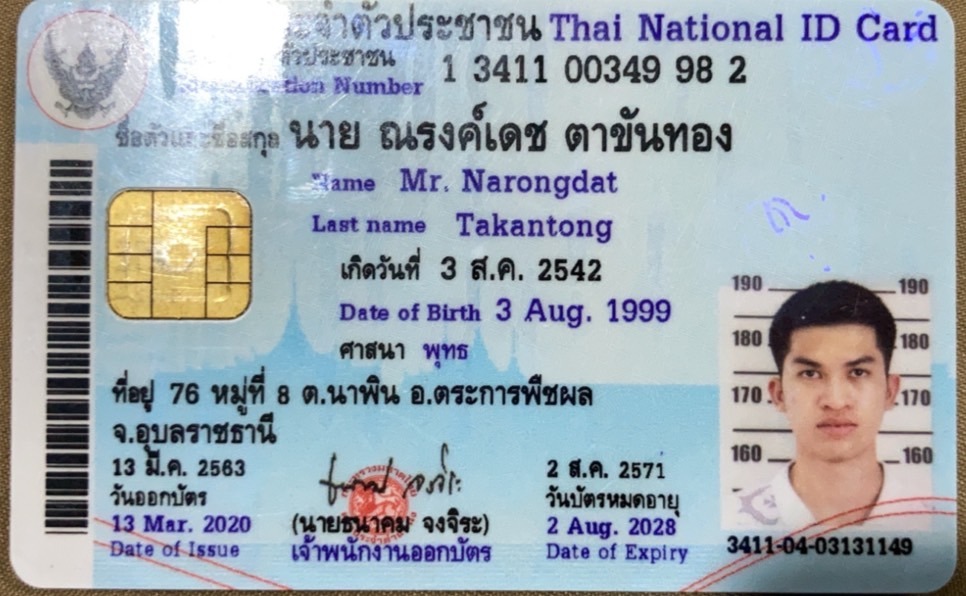 ประจำตัวประชาชน Thai National ID Card
ตัวประชาชน 1 3411 00349 98 2
Identification Number
ชื่อตัวและชื่อสกุล นาย ณรงค์เดช ตาขันทอง
Name Mr. Narongdat
Last name Takantong
เกิดวันที่ 3 ส.ค. 2542
Date of Birth 3 Aug. 1999
ศาสนา พุทธ
ที่อยู่ 76 หมู่ที่ 8 ต.นาพิน อ.ตระการพืชผล
จ.อุบลราชธานี
13 มี.ค. 2563
วันออกบัตร
13 Mar. 2020
Date of Issue
(นายธนาคม จงจิระ)
เจ้าพนักงานออกบัตร
2 ส.ค. 2571
วันบัตรหมดอายุ
2 Aug. 2028
Date of Expiry
190 190
180 180
170 170
160 160
3411-04-03131149